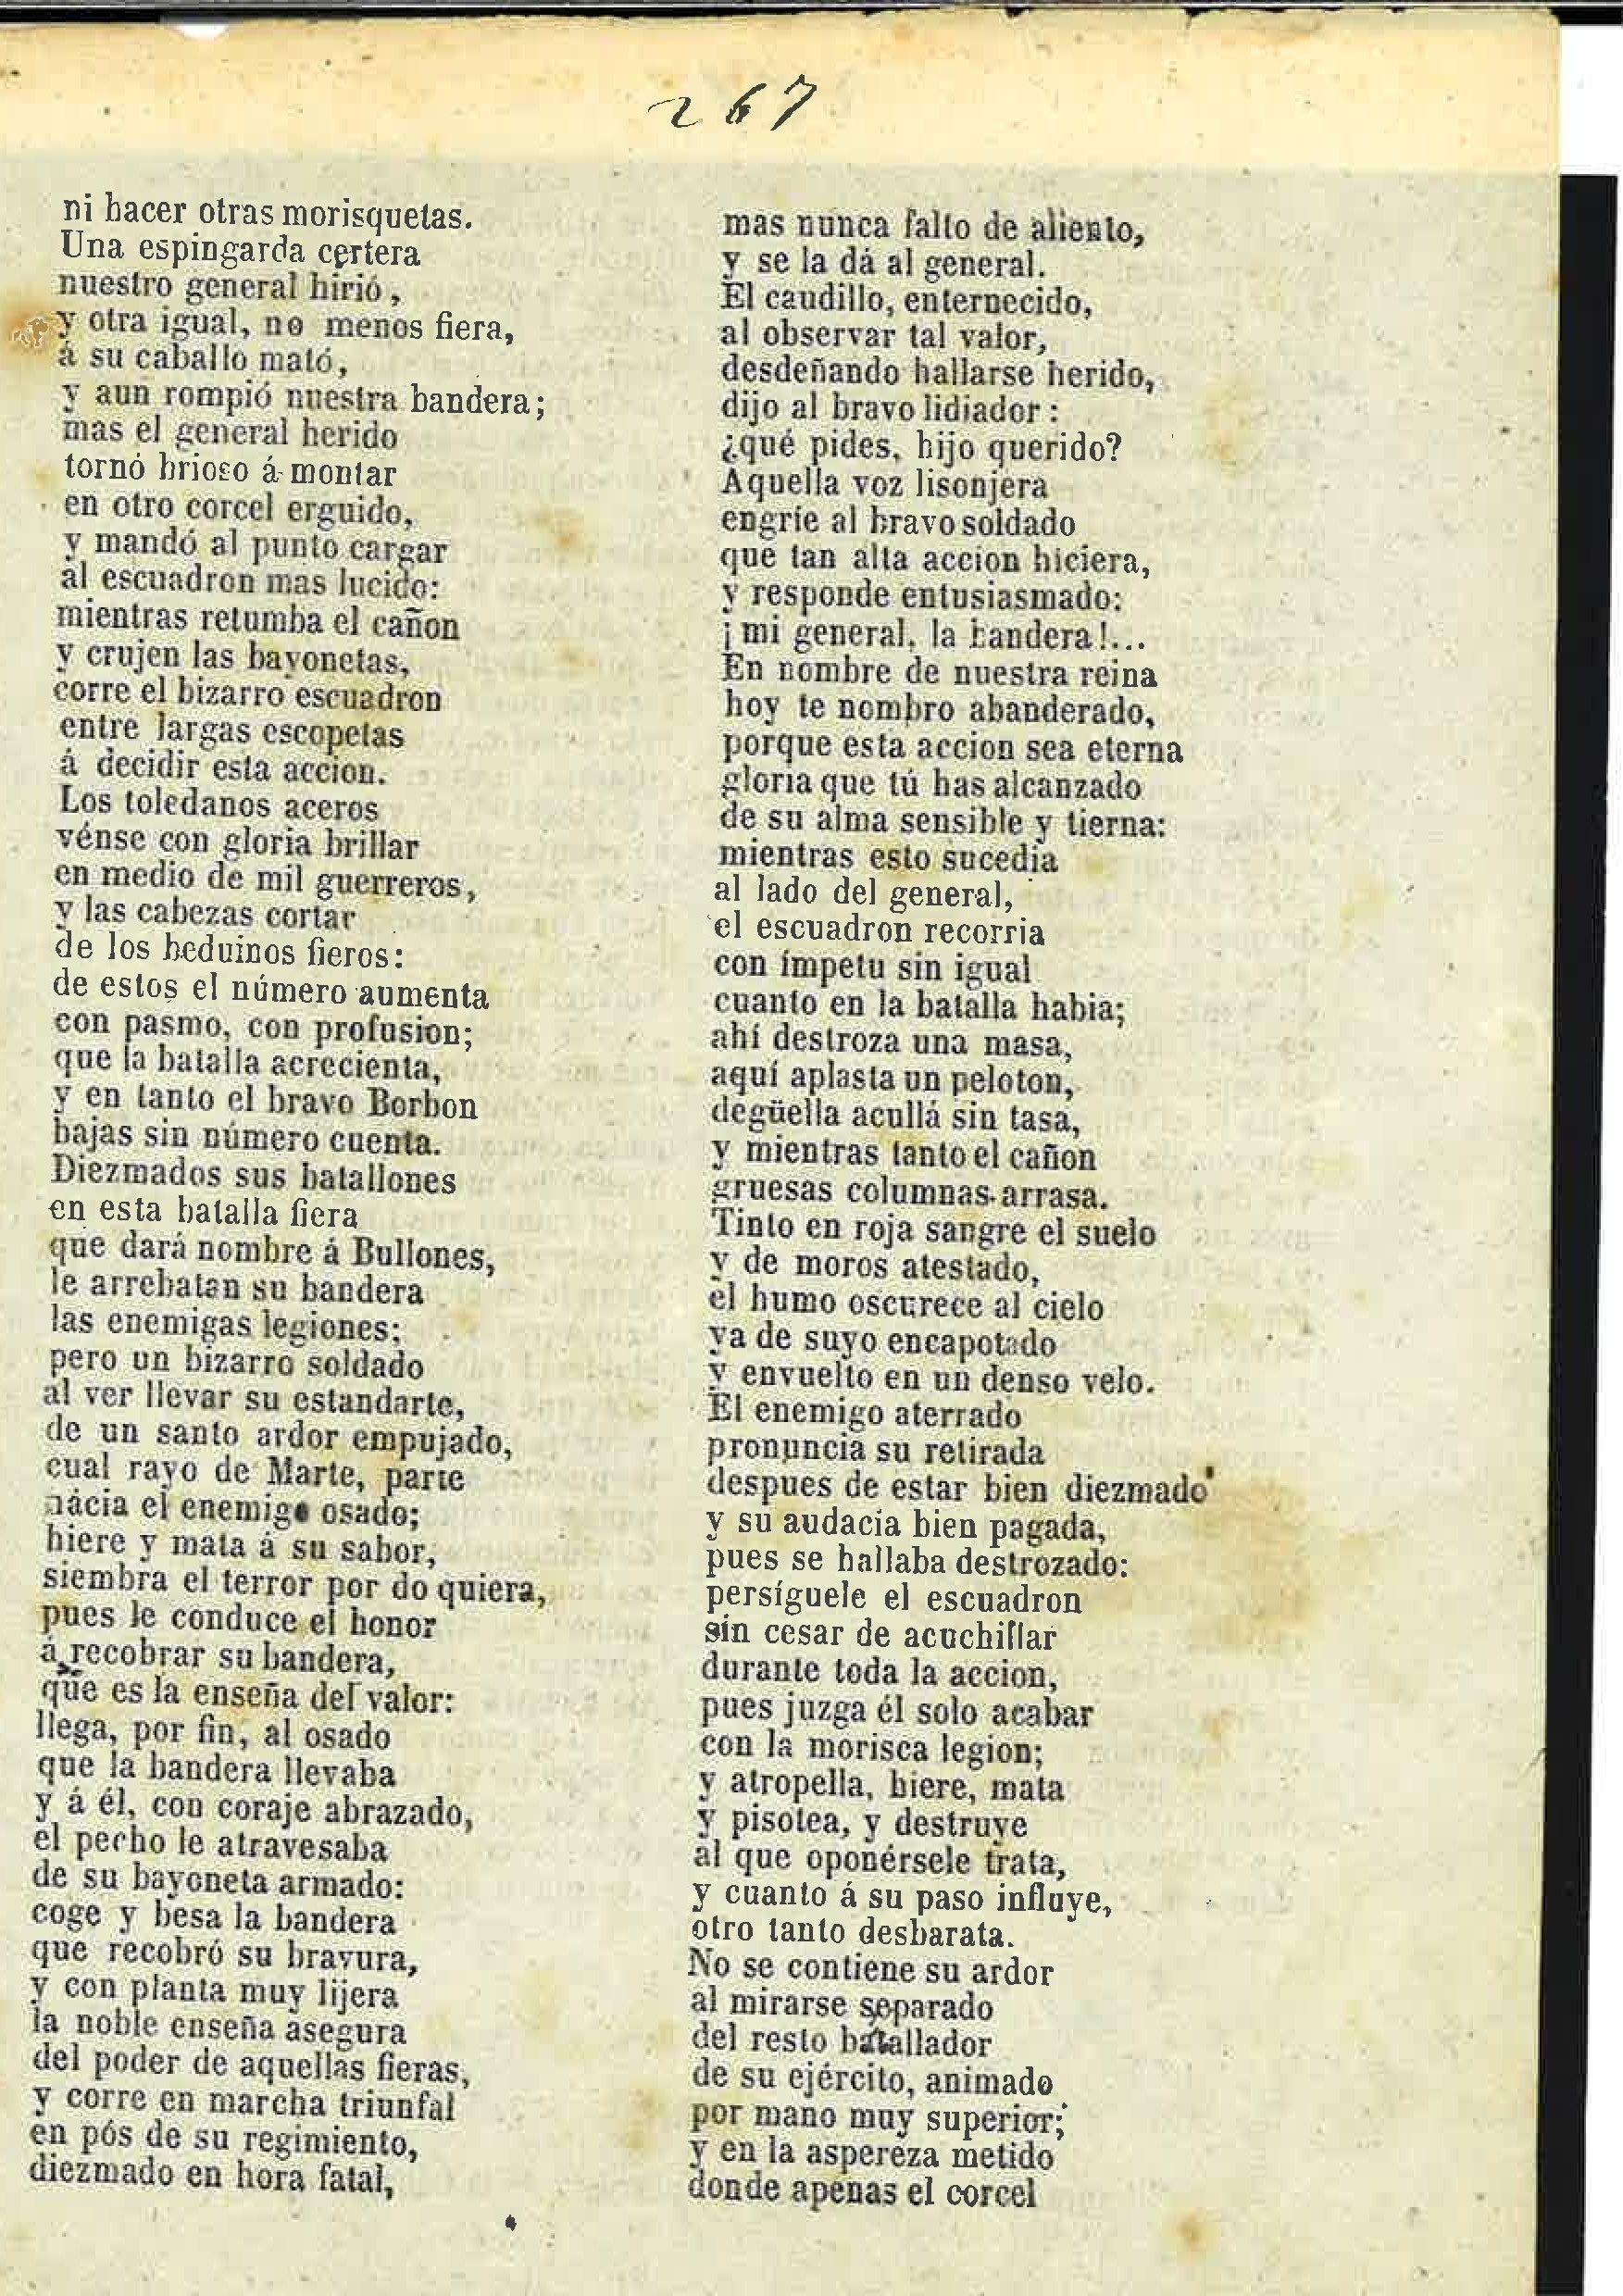 267
ni hacer otras morisquetas.
Una espingarda certera
nuestro general hirió,
y otra igual, no menos fiera,
á su caballo mató,
y aun rompió nuestra bandera;
mas el general herido
tornó brioso á montar
en otro corcel erguido,
y mandó al punto cargar
al escuadron mas lucido:
mientras retumba el cañon
y crujen las bayonetas,
corre el bizarro escuadron
entre largas escopetas
á decidir esta accion.
Los toledanos aceros
vénse con gloria brillar
en medio de mil guerreros,
y las cabezas cortar
de los beduinos fieros:
de estos el número aumenta
con pasmo, con profusion;
que la batalla acrecienta,
y en tanto el bravo Borbon
bajas sin número cuenta.
Diezmados sus batallones
en esta batalla fiera
que dará nombre á Bullones,
le arrebatan su bandera
las enemigas legiones;
pero un bizarro soldado
al ver llevar su estandarte,
de un santo ardor empujado,
cual rayo de Marte, parte
hácia el enemigo osado;
hiere y mata á su sabor,
siembra el terror por do quiera,
pues le conduce el honor
á recobrar su bandera,
que es la enseña del valor:
llega, por fin, al osado
que la bandera llevaba
y á él, con coraje abrazado,
el pecho le atravesaba
de su bayoneta armado:
coge y besa la bandera
que recobró su bravura,
y con planta muy lijera
la noble enseña asegura
del poder de aquellas fieras,
y corre en marcha triunfal
en pós de su regimiento,
diezmado en hora fatal,
mas nunca falto de aliento,
y se la dá al general.
El caudillo, enternecido,
al observar tal valor,
desdeñando hallarse herido,
dijo al bravo lidiador:
¿qué pides, hijo querido?
Aquella voz lisonjera
engríe al bravo soldado
que tan alta accion hiciera,
y responde entusiasmado:
¡mi general, la bandera!...
En nombre de nuestra reina
hoy te nombro abanderado,
porque esta accion sea eterna
gloria que tú has alcanzado
de su alma sensible y tierna:
mientras esto sucedia
al lado del general,
el escuadron recorria
con ímpetu sin igual
cuanto en la batalla habia;
ahí destroza una masa,
aquí aplasta un peloton,
degüella acullá sin tasa,
y mientras tanto el cañon
gruesas columnas arrasa.
Tinto en roja sangre el suelo
y de moros atestado,
el humo oscurece al cielo
ya de suyo encapotado
y envuelto en un denso velo.
El enemigo aterrado
pronuncia su retirada
despues de estar bien diezmado
y su audacia bien pagada,
pues se hallaba destrozado:
persíguele el escuadron
sin cesar de acuchillar
durante toda la accion,
pues juzga él solo acabar
con la morisca legion;
y atropella, hiere, mata
y pisotea, y destruye
al que oponérsele trata,
y cuanto á su paso influye,
otro tanto desbarata.
No se contiene su ardor
al mirarse separado
del resto batallador
de su ejército, animado
por mano muy superior;
y en la aspereza metido
donde apenas el corcel